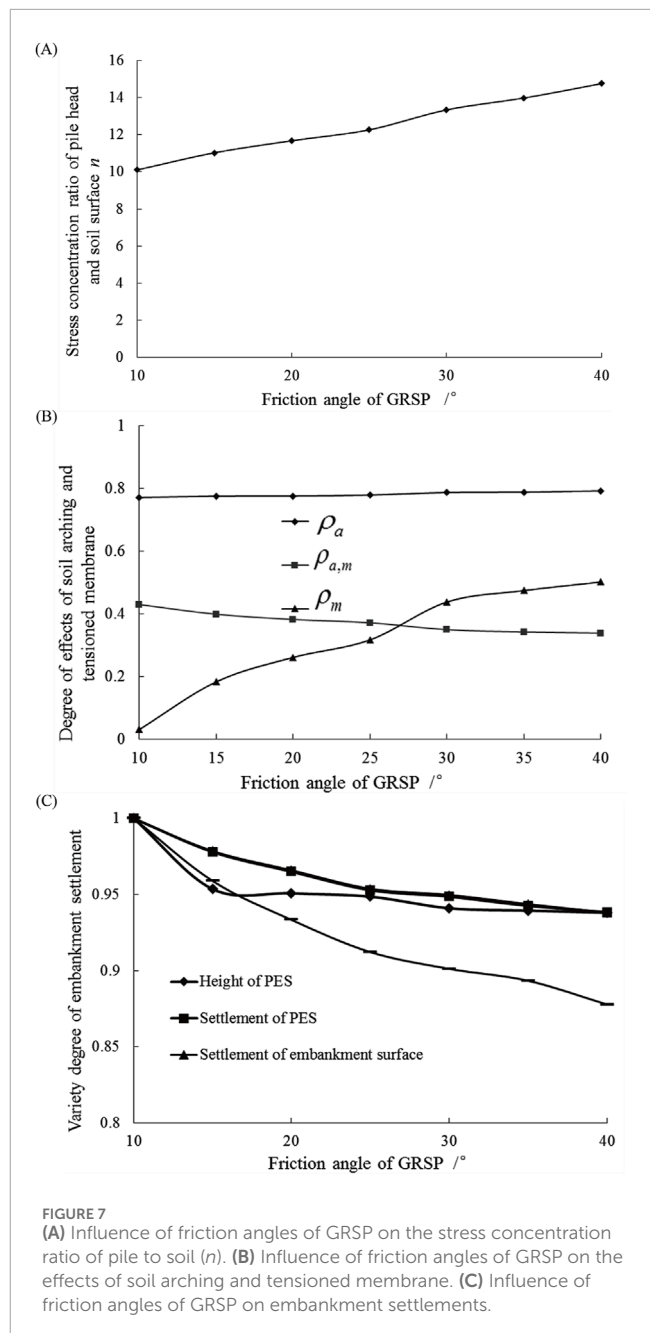 (A)
16
14
12
10
8
6
4
2
0
Stress concentration ratio of pile head
and soil surface n
10 20 30 40
Friction angle of GRSP /°
(B)
1
0.8
0.6
0.4
0.2
0
Degree of effects of soil arching and
tensioned membrane
ρa
ρa,m
ρm
10 15 20 25 30 35 40
Friction angle of GRSP /°
(C)
1
0.95
0.9
0.85
0.8
Variety degree of embankment settlement
Height of PES
Settlement of PES
Settlement of embankment surface
10 20 30 40
Friction angle of GRSP /°
FIGURE 7
(A) Influence of friction angles of GRSP on the stress concentration
ratio of pile to soil (n). (B) Influence of friction angles of GRSP on the
effects of soil arching and tensioned membrane. (C) Influence of
friction angles of GRSP on embankment settlements.